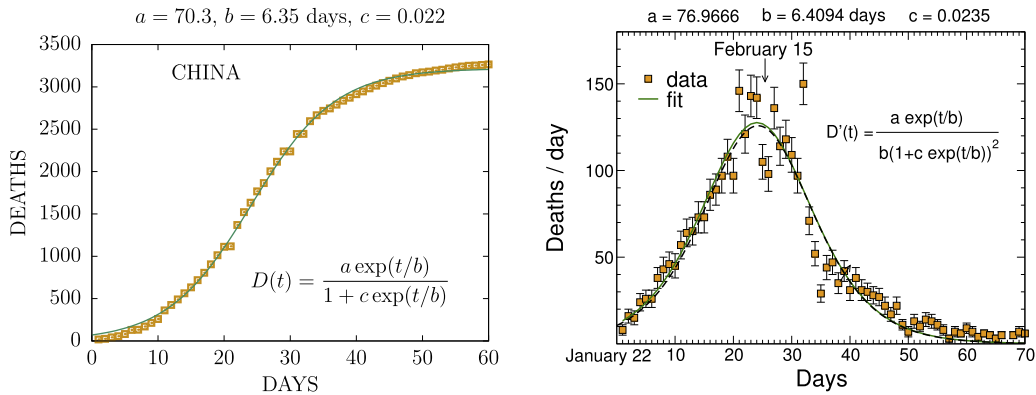 a = 70.3, b = 6.35 days, c = 0.022
3500
3000
2500
2000
1500
1000
500
0
DEATHS
CHINA
D(t) = a exp(t/b) / 1 + c exp(t/b)
0 10 20 30 40 50 60
DAYS
a = 76.9666 b = 6.4094 days c = 0.0235
February 15
data
fit
D'(t)= a exp(t/b) / b(1+c exp(t/b))²
150
100
50
Deaths / day
January 22 10 20 30 40 50 60 70
Days